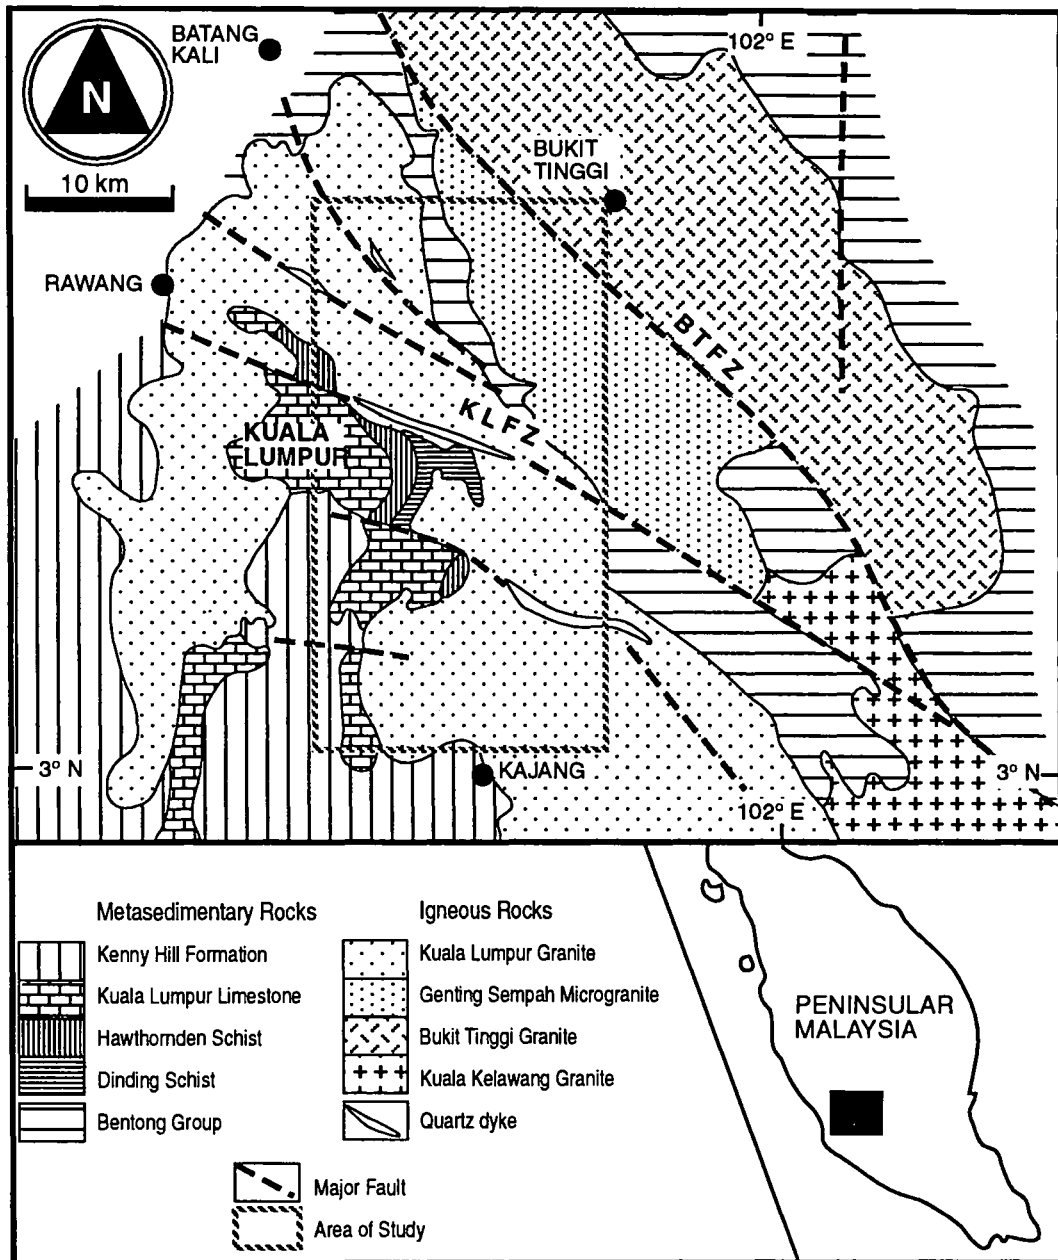 BATANG
KALI
102° E
N
10 km
BUKIT
TINGGI
RAWANG
BTFZ
KLFZ
KUALA
LUMPUR
3° N
KAJANG
3° N
102° E
Metasedimentary Rocks
Kenny Hill Formation
Kuala Lumpur Limestone
Hawthornden Schist
Dinding Schist
Bentong Group
Igneous Rocks
Kuala Lumpur Granite
Genting Sempah Microgranite
Bukit Tinggi Granite
Kuala Kelawang Granite
Quartz dyke
Major Fault
Area of Study
PENINSULAR
MALAYSIA